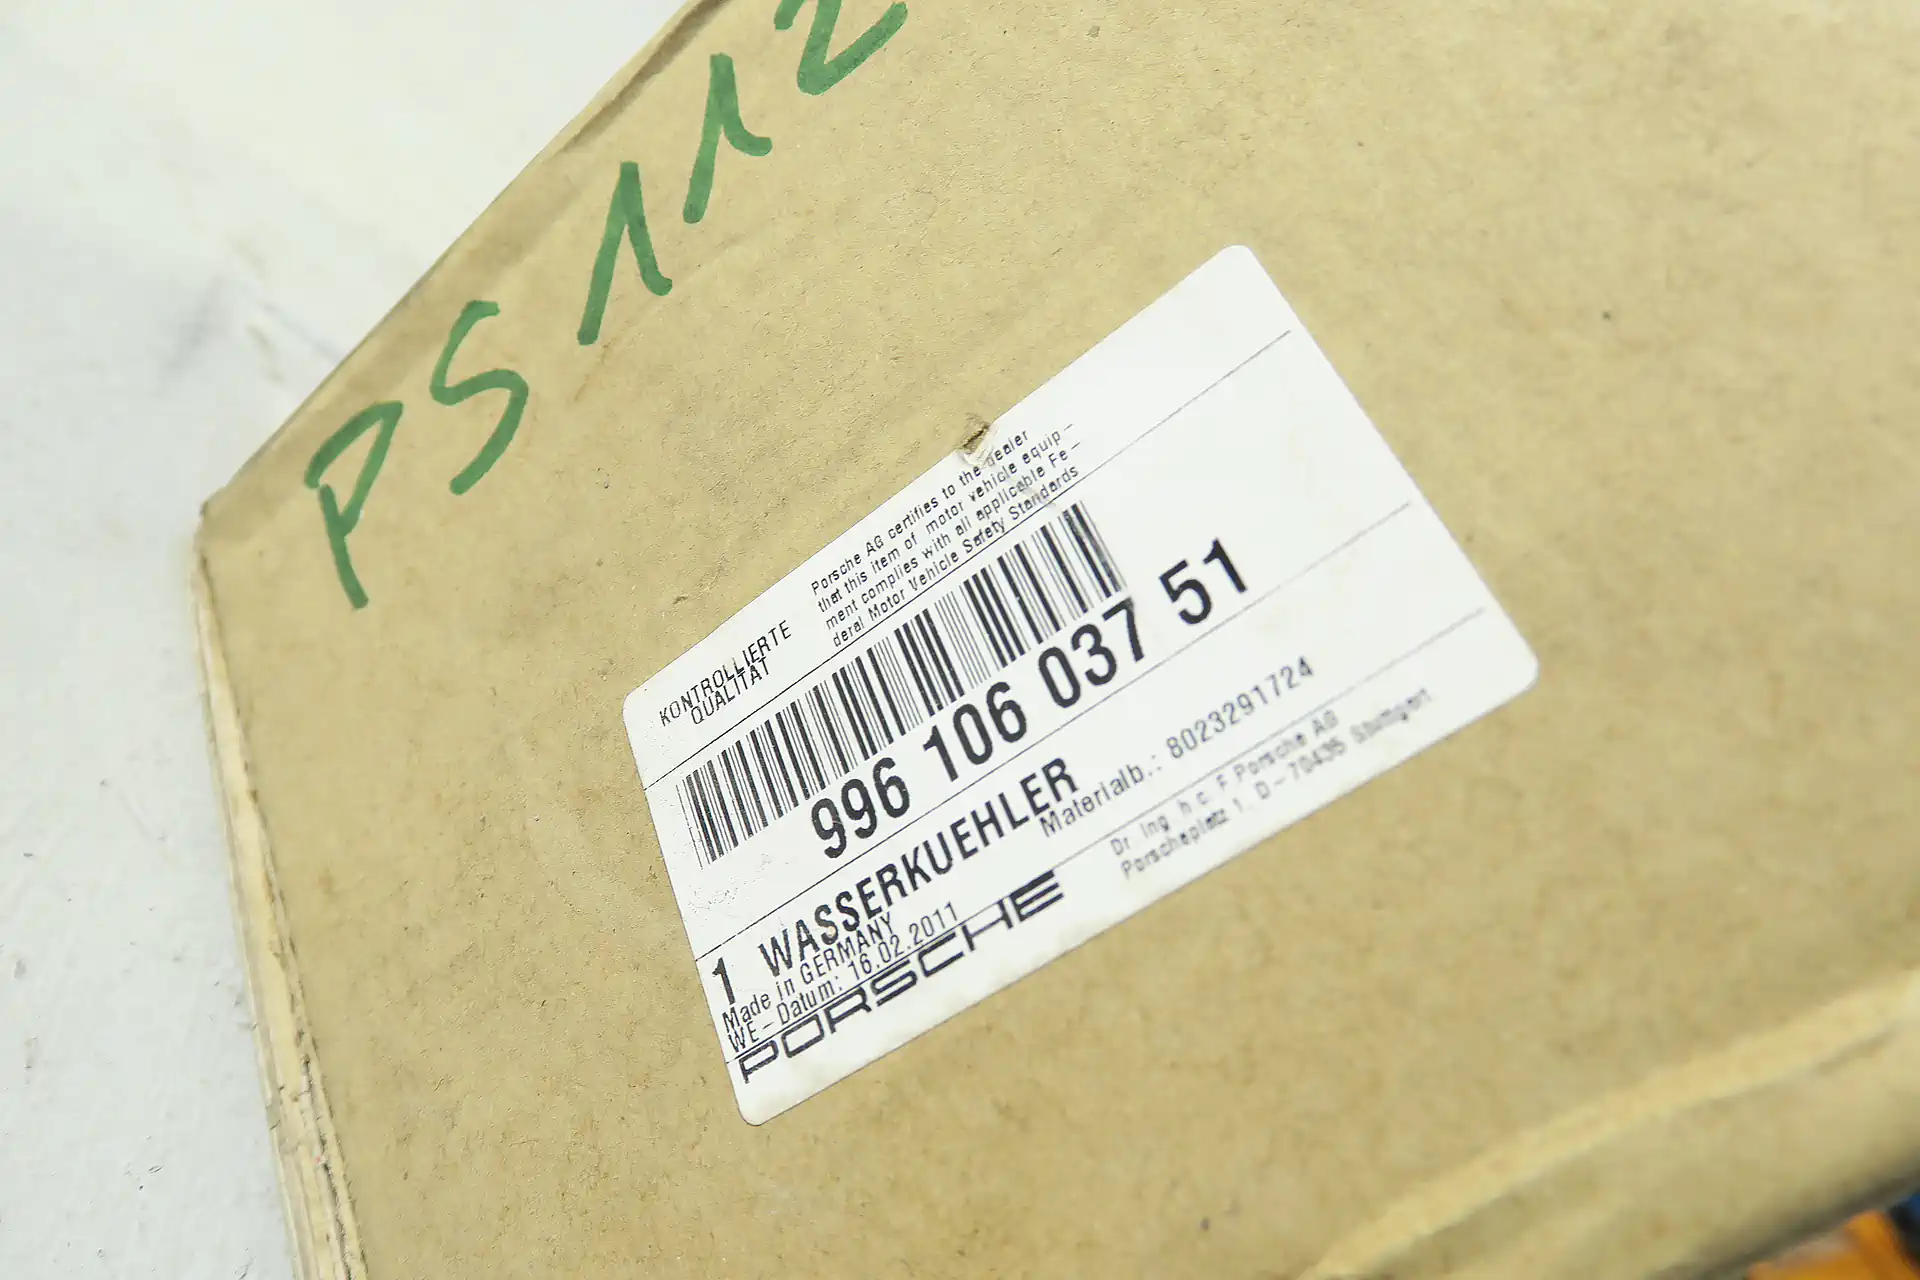 PS112
KONTROLLIERTE
QUALITÄT
Porsche AG certifies to the dealer
that this item of motor vehicle equip-
ment complies with all applicable Fe-
deral Motor Vehicle Safety Standards
996 106 037 51
1 WASSERKUEHLER
Made in GERMANY
Materialb.: 8023291724
WE-Datum: 16.02.2011
PORSCHE
Dr. Ing. h.c. F. Porsche AG
Porscheplatz 1, D-70435 Stuttgart